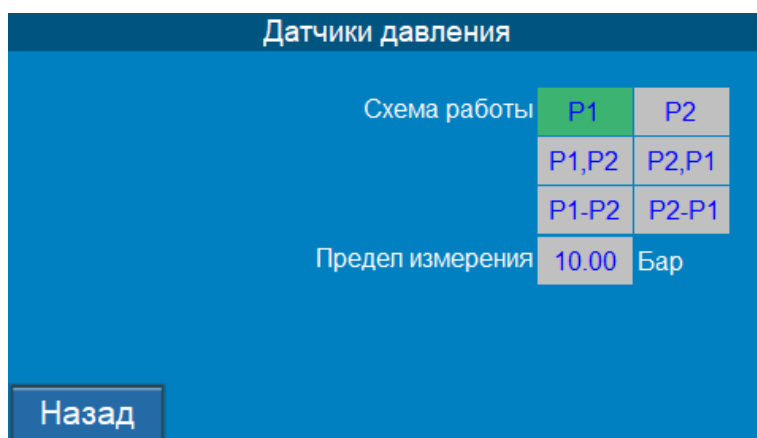 Датчики давления
Схема работы P1 P2
P1,P2 P2,P1
P1-P2 P2-P1
Предел измерения 10.00 Бар
Назад